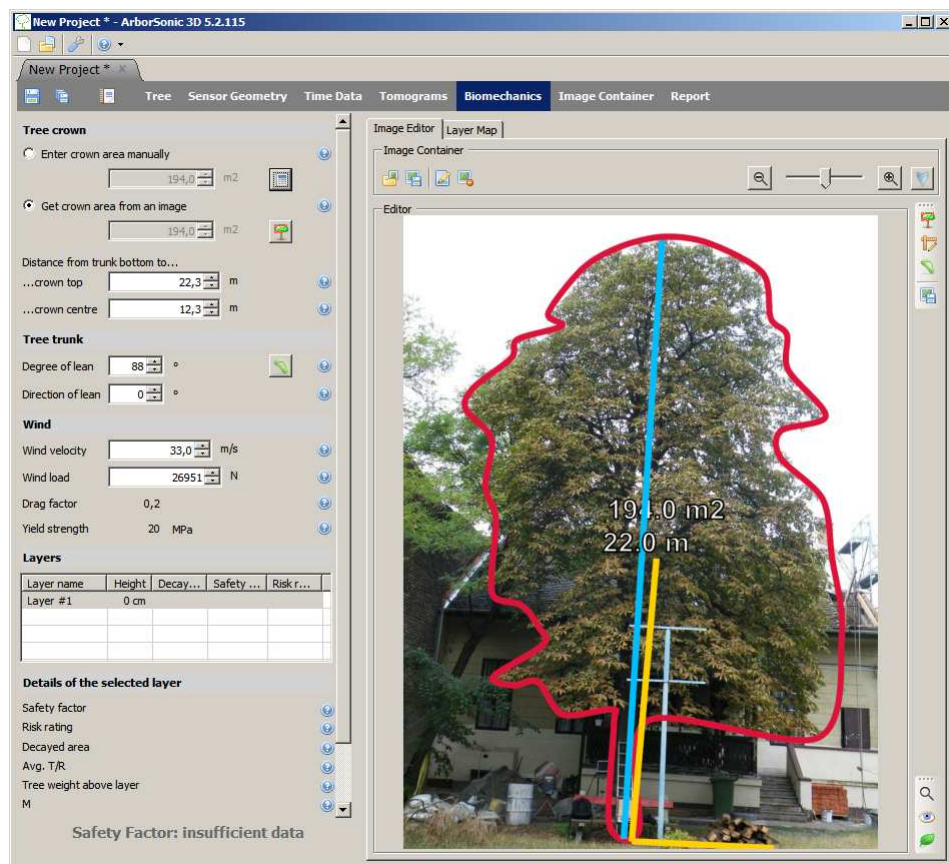 New Project * - ArborSonic 3D 5.2.115
New Project *
Tree Sensor Geometry Time Data Tomograms Biomechanics Image Container Report
Tree crown
Enter crown area manually
194,0 m2
Get crown area from an image
194,0 m2
Distance from trunk bottom to...
...crown top 22,3 m
...crown centre 12,3 m
Tree trunk
Degree of lean 88 °
Direction of lean 0 °
Wind
Wind velocity 33,0 m/s
Wind load 26951 N
Drag factor 0,2
Yield strength 20 MPa
Layers
Layer name Height Decay... Safety ... Risk r...
Layer #1 0 cm
Details of the selected layer
Safety factor
Risk rating
Decayed area
Avg. T/R
Tree weight above layer
M
Safety Factor: insufficient data
Image Editor Layer Map
Image Container
Editor
194.0 m2
22.0 m